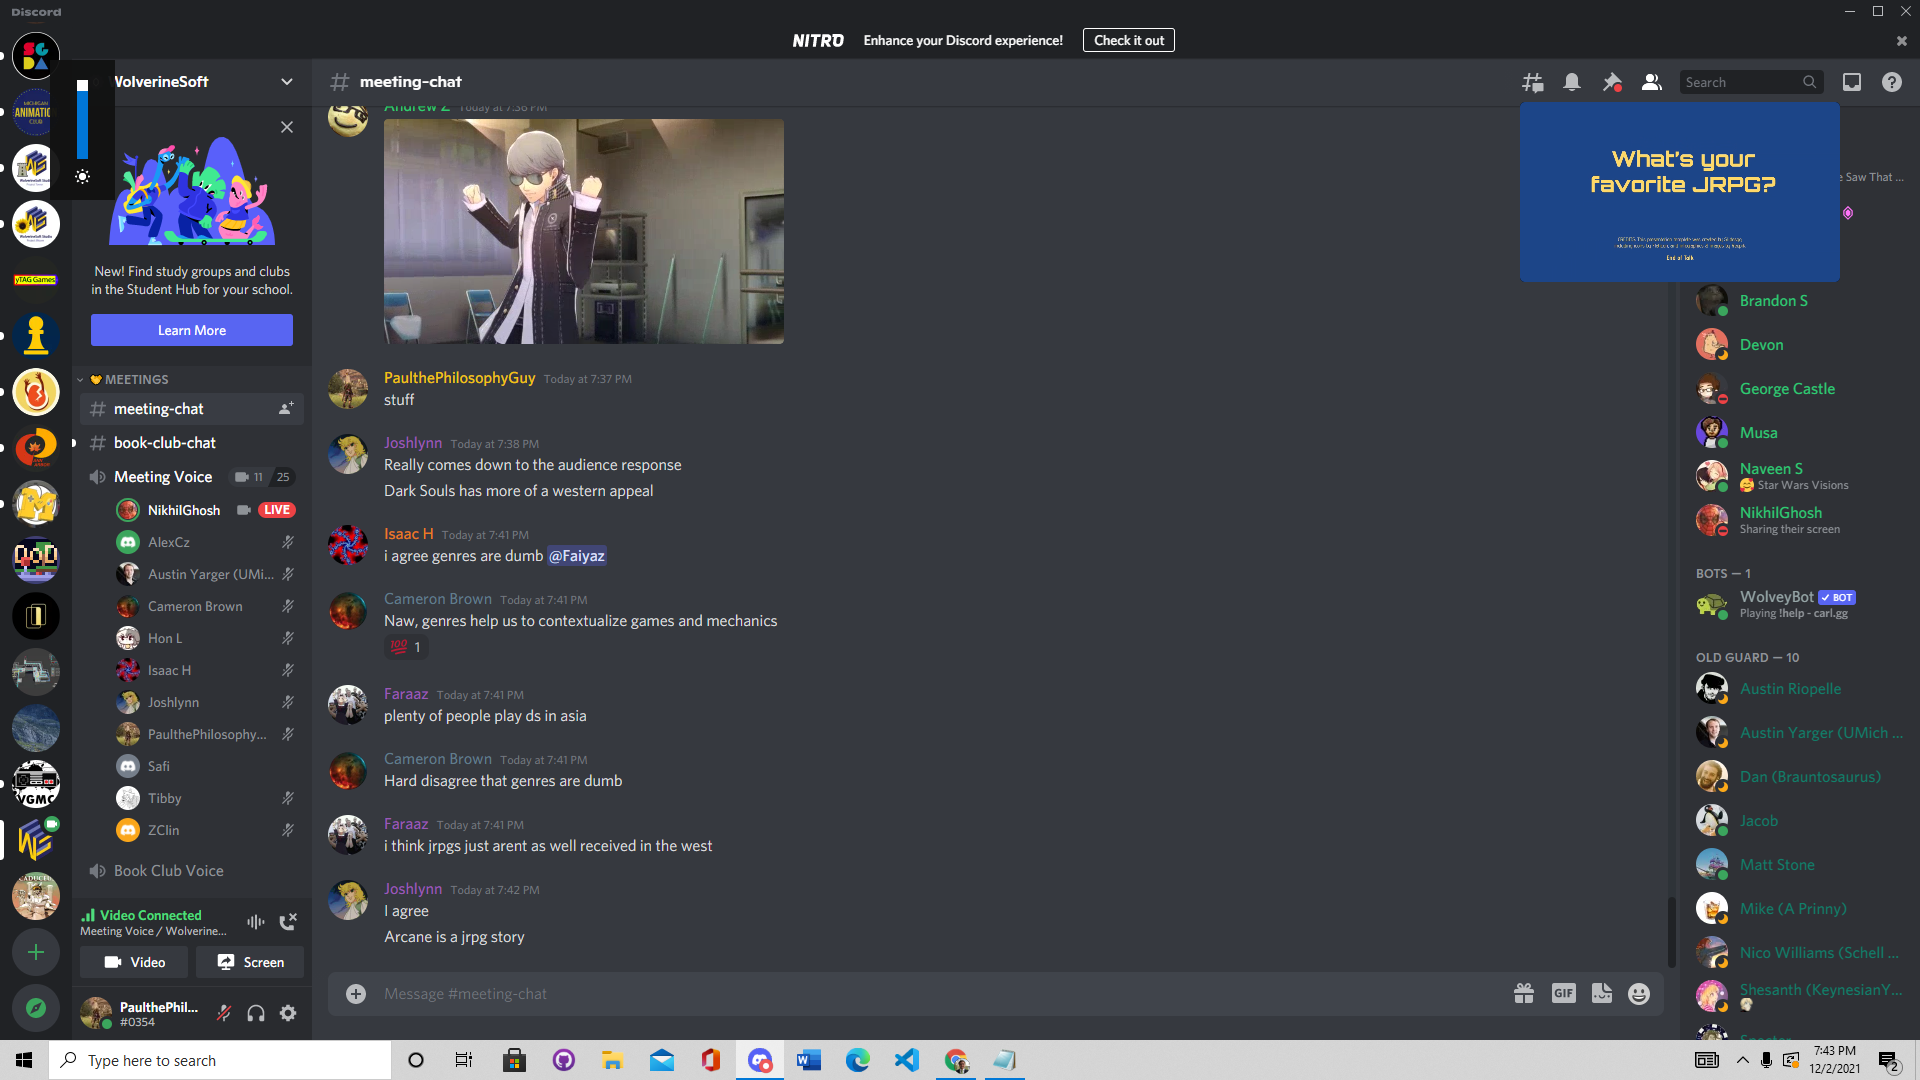 Discord
NITRO Enhance your Discord experience! Check it out
WolverineSoft
meeting-chat
Search
MICHIGAN
ANIMATIO
CLUB
New! Find study groups and clubs
in the Student Hub for your school.
Learn More
yTAG Games
MEETINGS
meeting-chat
book-club-chat
Meeting Voice 11 25
NikhilGhosh LIVE
AlexCz
Austin Yarger (UMi...
Cameron Brown
Hon L
Isaac H
Joshlynn
PaulthePhilosophy...
Safi
Tibby
ZClin
Book Club Voice
VGMC
Video Connected
Meeting Voice / Wolverine...
Video Screen
PaulthePhil...
#0354
Andrew Z Today at 7:36 PM
PaulthePhilosophyGuy Today at 7:37 PM
stuff
Joshlynn Today at 7:38 PM
Really comes down to the audience response
Dark Souls has more of a western appeal
Isaac H Today at 7:41 PM
i agree genres are dumb @Faiyaz
Cameron Brown Today at 7:41 PM
Naw, genres help us to contextualize games and mechanics
100 1
Faraaz Today at 7:41 PM
plenty of people play ds in asia
Cameron Brown Today at 7:41 PM
Hard disagree that genres are dumb
Faraaz Today at 7:41 PM
i think jrpgs just arent as well received in the west
Joshlynn Today at 7:42 PM
I agree
Arcane is a jrpg story
Message #meeting-chat
GIF
What's your
favorite JRPG?
End of Talk
e Saw That ...
Brandon S
Devon
George Castle
Musa
Naveen S
Star Wars Visions
NikhilGhosh
Sharing their screen
BOTS — 1
WolveyBot BOT
Playing !help - carl.gg
OLD GUARD — 10
Austin Riopelle
Austin Yarger (UMich ...
Dan (Brauntosaurus)
Jacob
Matt Stone
Mike (A Prinny)
Nico Williams (Schell ...
Shesanth (KeynesianY...
Type here to search
7:43 PM
12/2/2021
2